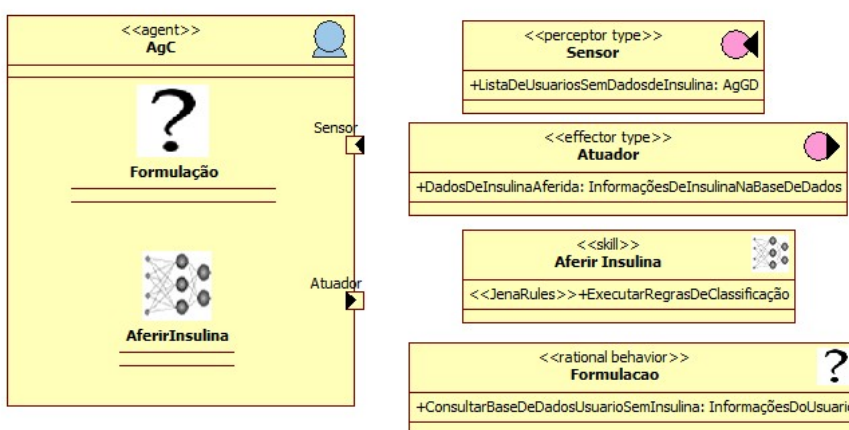 <<agent>>
AgC
Formulação
Sensor
AferirInsulina
Atuador
<<perceptor type>>
Sensor
+ListaDeUsuariosSemDadosdeInsulina: AgGD
<<effector type>>
Atuador
+DadosDeInsulinaAferida: InformaçõesDeInsulinaNaBaseDeDados
<<skill>>
Aferir Insulina
<<JenaRules>>+ExecutarRegrasDeClassificação
<<rational behavior>>
Formulacao
+ConsultarBaseDeDadosUsuarioSemInsulina: InformaçõesDoUsuario